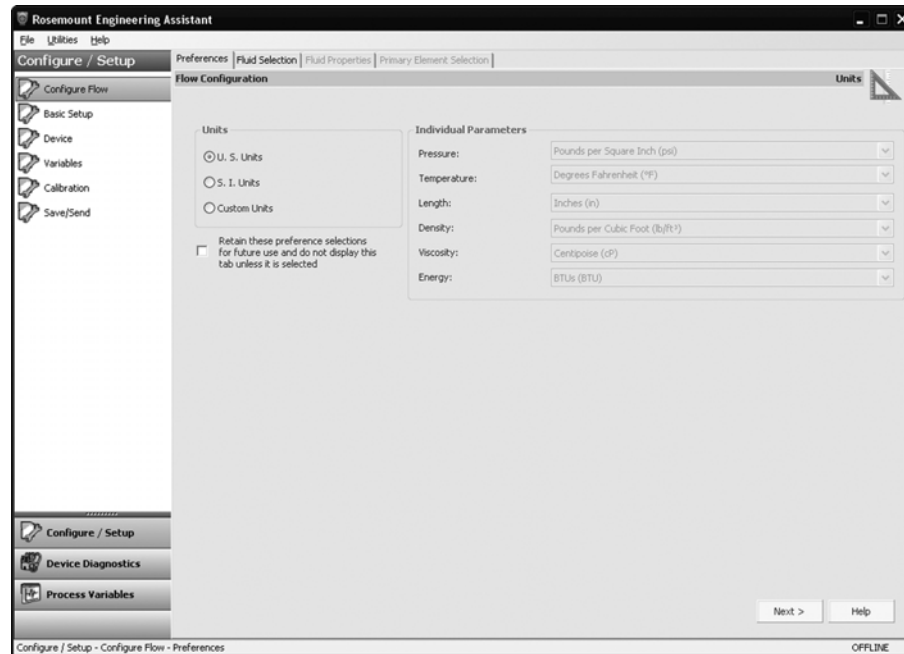 Rosemount Engineering Assistant
File Utilities Help
Configure / Setup
Configure Flow
Basic Setup
Device
Variables
Calibration
Save/Send
Configure / Setup
Device Diagnostics
Process Variables
Preferences Fluid Selection Fluid Properties Primary Element Selection
Flow Configuration Units
Units
U. S. Units
S. I. Units
Custom Units
Retain these preference selections
for future use and do not display this
tab unless it is selected
Individual Parameters
Pressure: Pounds per Square Inch (psi)
Temperature: Degrees Fahrenheit (°F)
Length: Inches (in)
Density: Pounds per Cubic Foot (lb/ft³)
Viscosity: Centipoise (cP)
Energy: BTUs (BTU)
Next > Help
Configure / Setup - Configure Flow - Preferences OFFLINE